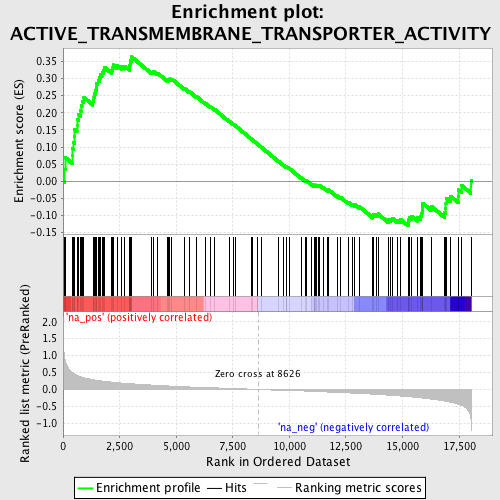 Enrichment plot:
ACTIVE_TRANSMEMBRANE_TRANSPORTER_ACTIVITY
Enrichment score (ES)
0.35
0.30
0.25
0.20
0.15
0.10
0.05
0.00
-0.05
-0.10
-0.15
'na_pos' (positively correlated)
Ranked list metric (PreRanked)
2.0
1.5
1.0
0.5
0.0
-0.5
-1.0
Zero cross at 8626
'na_neg' (negatively correlated)
0
2,500
5,000
7,500
10,000
12,500
15,000
17,500
Rank in Ordered Dataset
Enrichment profile
Hits
Ranking metric scores